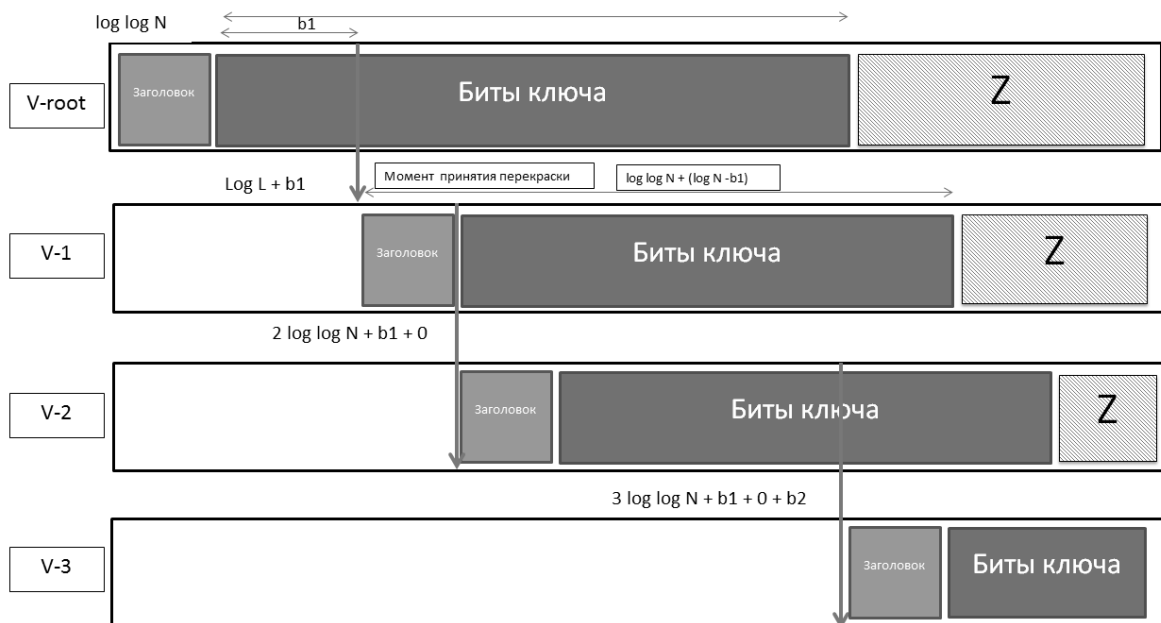 log log N
b1
V-root
Заголовок
Биты ключа
Z
Log L + b1
Момент принятия перекраски
log log N + (log N -b1)
V-1
Заголовок
Биты ключа
Z
2 log log N + b1 + 0
V-2
Заголовок
Биты ключа
Z
3 log log N + b1 + 0 + b2
V-3
Заголовок
Биты ключа